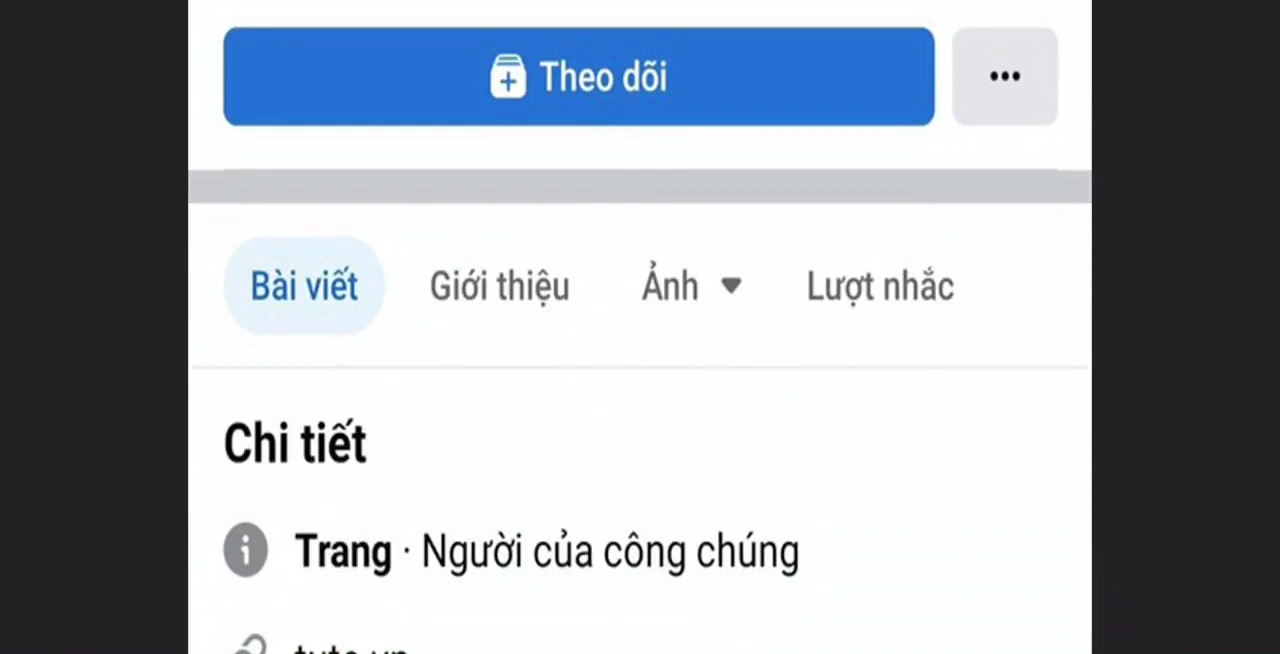 Theo dõi
Bài viết Giới thiệu Ảnh Lượt nhắc
Chi tiết
Trang · Người của công chúng